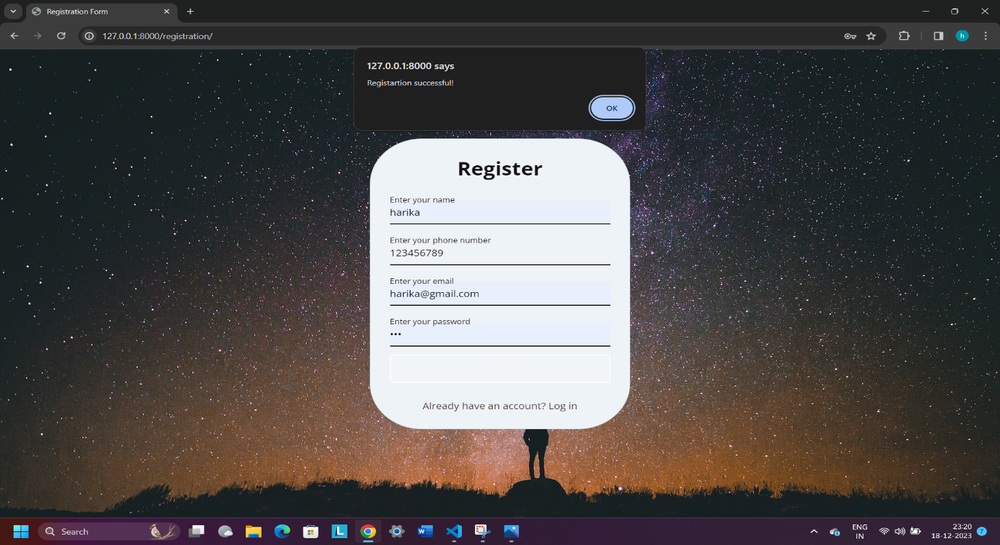 Registration Form
127.0.0.1:8000/registration/
h
127.0.0.1:8000 says
Registartion successful!
OK
Register
Enter your name
harika
Enter your phone number
123456789
Enter your email
harika@gmail.com
Enter your password
•••
Already have an account? Log in
Search
ENG
IN
23:20
18-12-2023
7